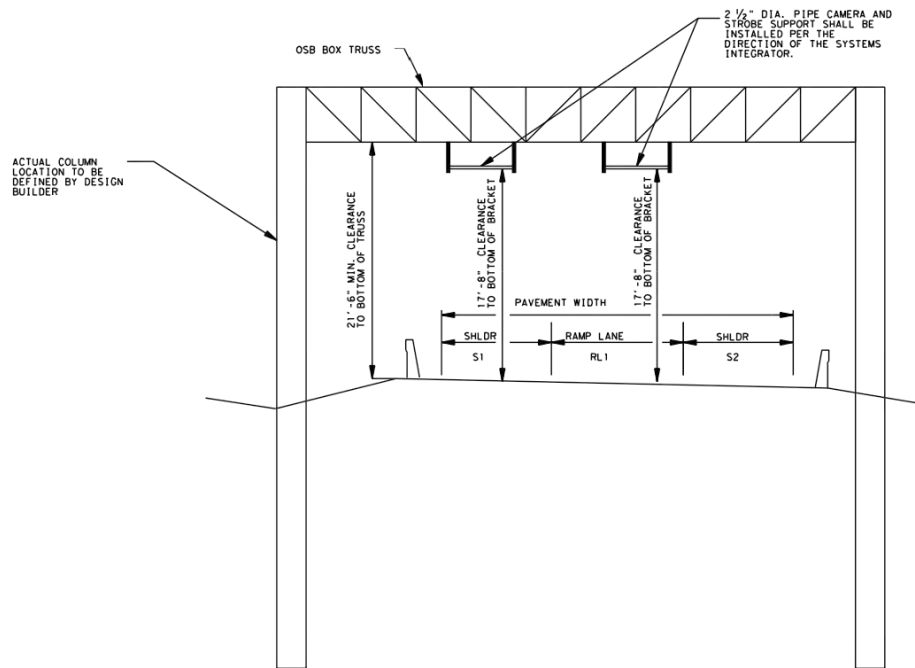 2 ½" DIA. PIPE CAMERA AND
STROBE SUPPORT SHALL BE
INSTALLED PER THE
DIRECTION OF THE SYSTEMS
INTEGRATOR.
OSB BOX TRUSS
ACTUAL COLUMN
LOCATION TO BE
DEFINED BY DESIGN
BUILDER
21'-6" MIN. CLEARANCE
TO BOTTOM OF TRUSS
17'-8" CLEARANCE
TO BOTTOM OF BRACKET
17'-8" CLEARANCE
TO BOTTOM OF BRACKET
PAVEMENT WIDTH
SHLDR
S1
RAMP LANE
RL1
SHLDR
S2